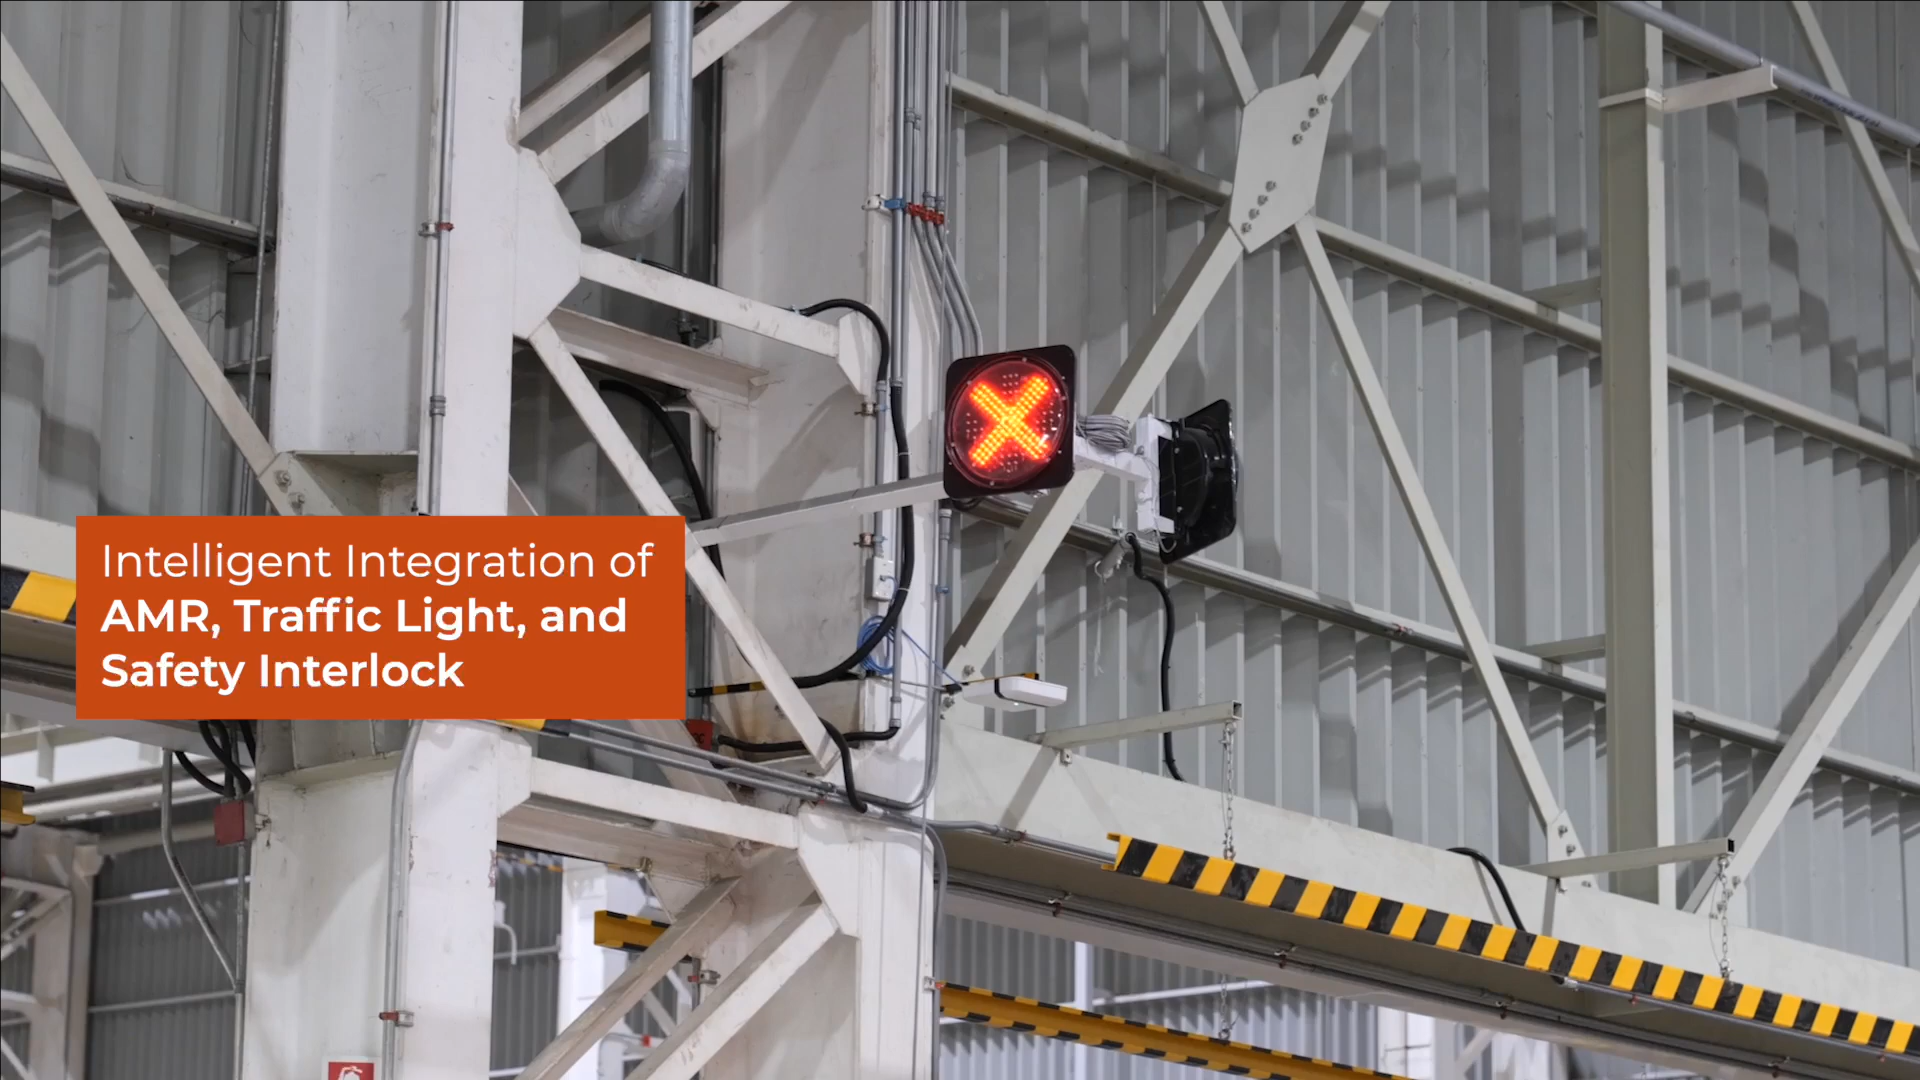 Intelligent Integration of
AMR, Traffic Light, and
Safety Interlock